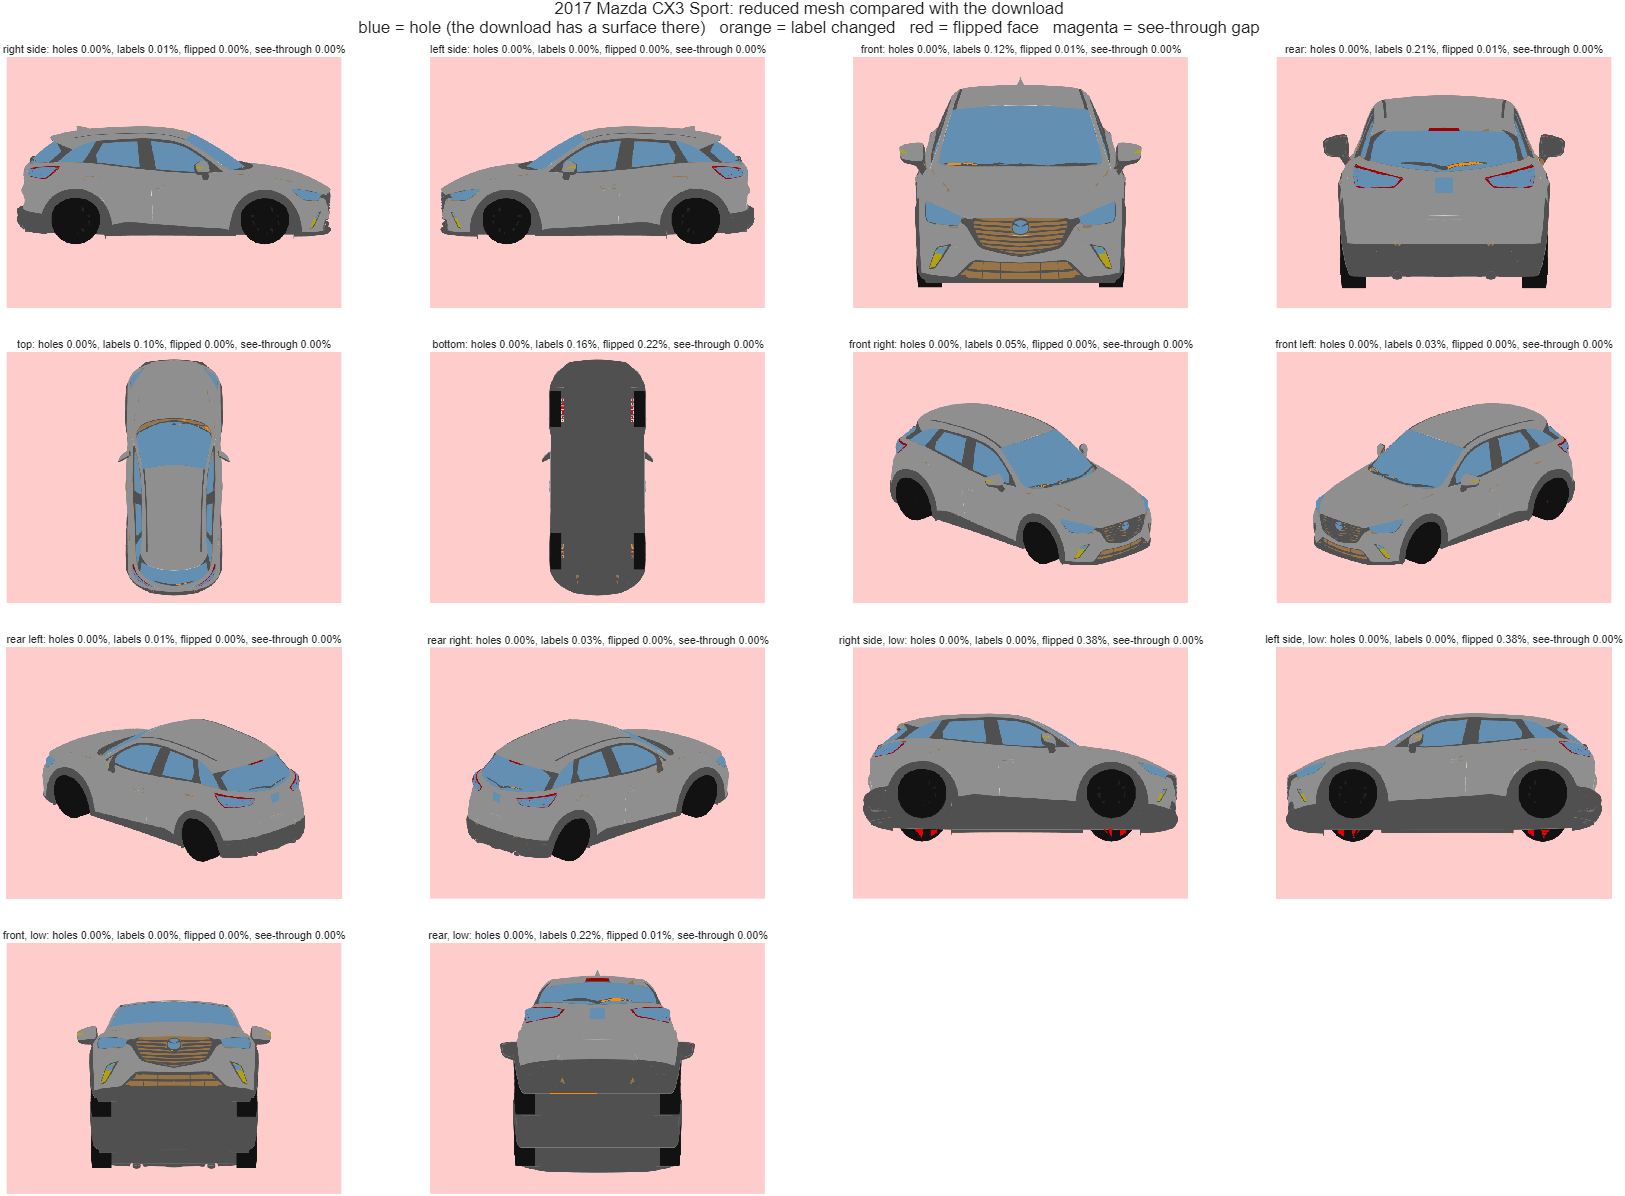 2017 Mazda CX3 Sport: reduced mesh compared with the download
blue = hole (the download has a surface there)   orange = label changed   red = flipped face   magenta = see-through gap
right side: holes 0.00%, labels 0.01%, flipped 0.00%, see-through 0.00%
left side: holes 0.00%, labels 0.00%, flipped 0.00%, see-through 0.00%
front: holes 0.00%, labels 0.12%, flipped 0.01%, see-through 0.00%
rear: holes 0.00%, labels 0.21%, flipped 0.01%, see-through 0.00%
top: holes 0.00%, labels 0.10%, flipped 0.00%, see-through 0.00%
bottom: holes 0.00%, labels 0.16%, flipped 0.22%, see-through 0.00%
front right: holes 0.00%, labels 0.05%, flipped 0.00%, see-through 0.00%
front left: holes 0.00%, labels 0.03%, flipped 0.00%, see-through 0.00%
rear left: holes 0.00%, labels 0.01%, flipped 0.00%, see-through 0.00%
rear right: holes 0.00%, labels 0.03%, flipped 0.00%, see-through 0.00%
right side, low: holes 0.00%, labels 0.00%, flipped 0.38%, see-through 0.00%
left side, low: holes 0.00%, labels 0.00%, flipped 0.38%, see-through 0.00%
front, low: holes 0.00%, labels 0.00%, flipped 0.00%, see-through 0.00%
rear, low: holes 0.00%, labels 0.22%, flipped 0.01%, see-through 0.00%